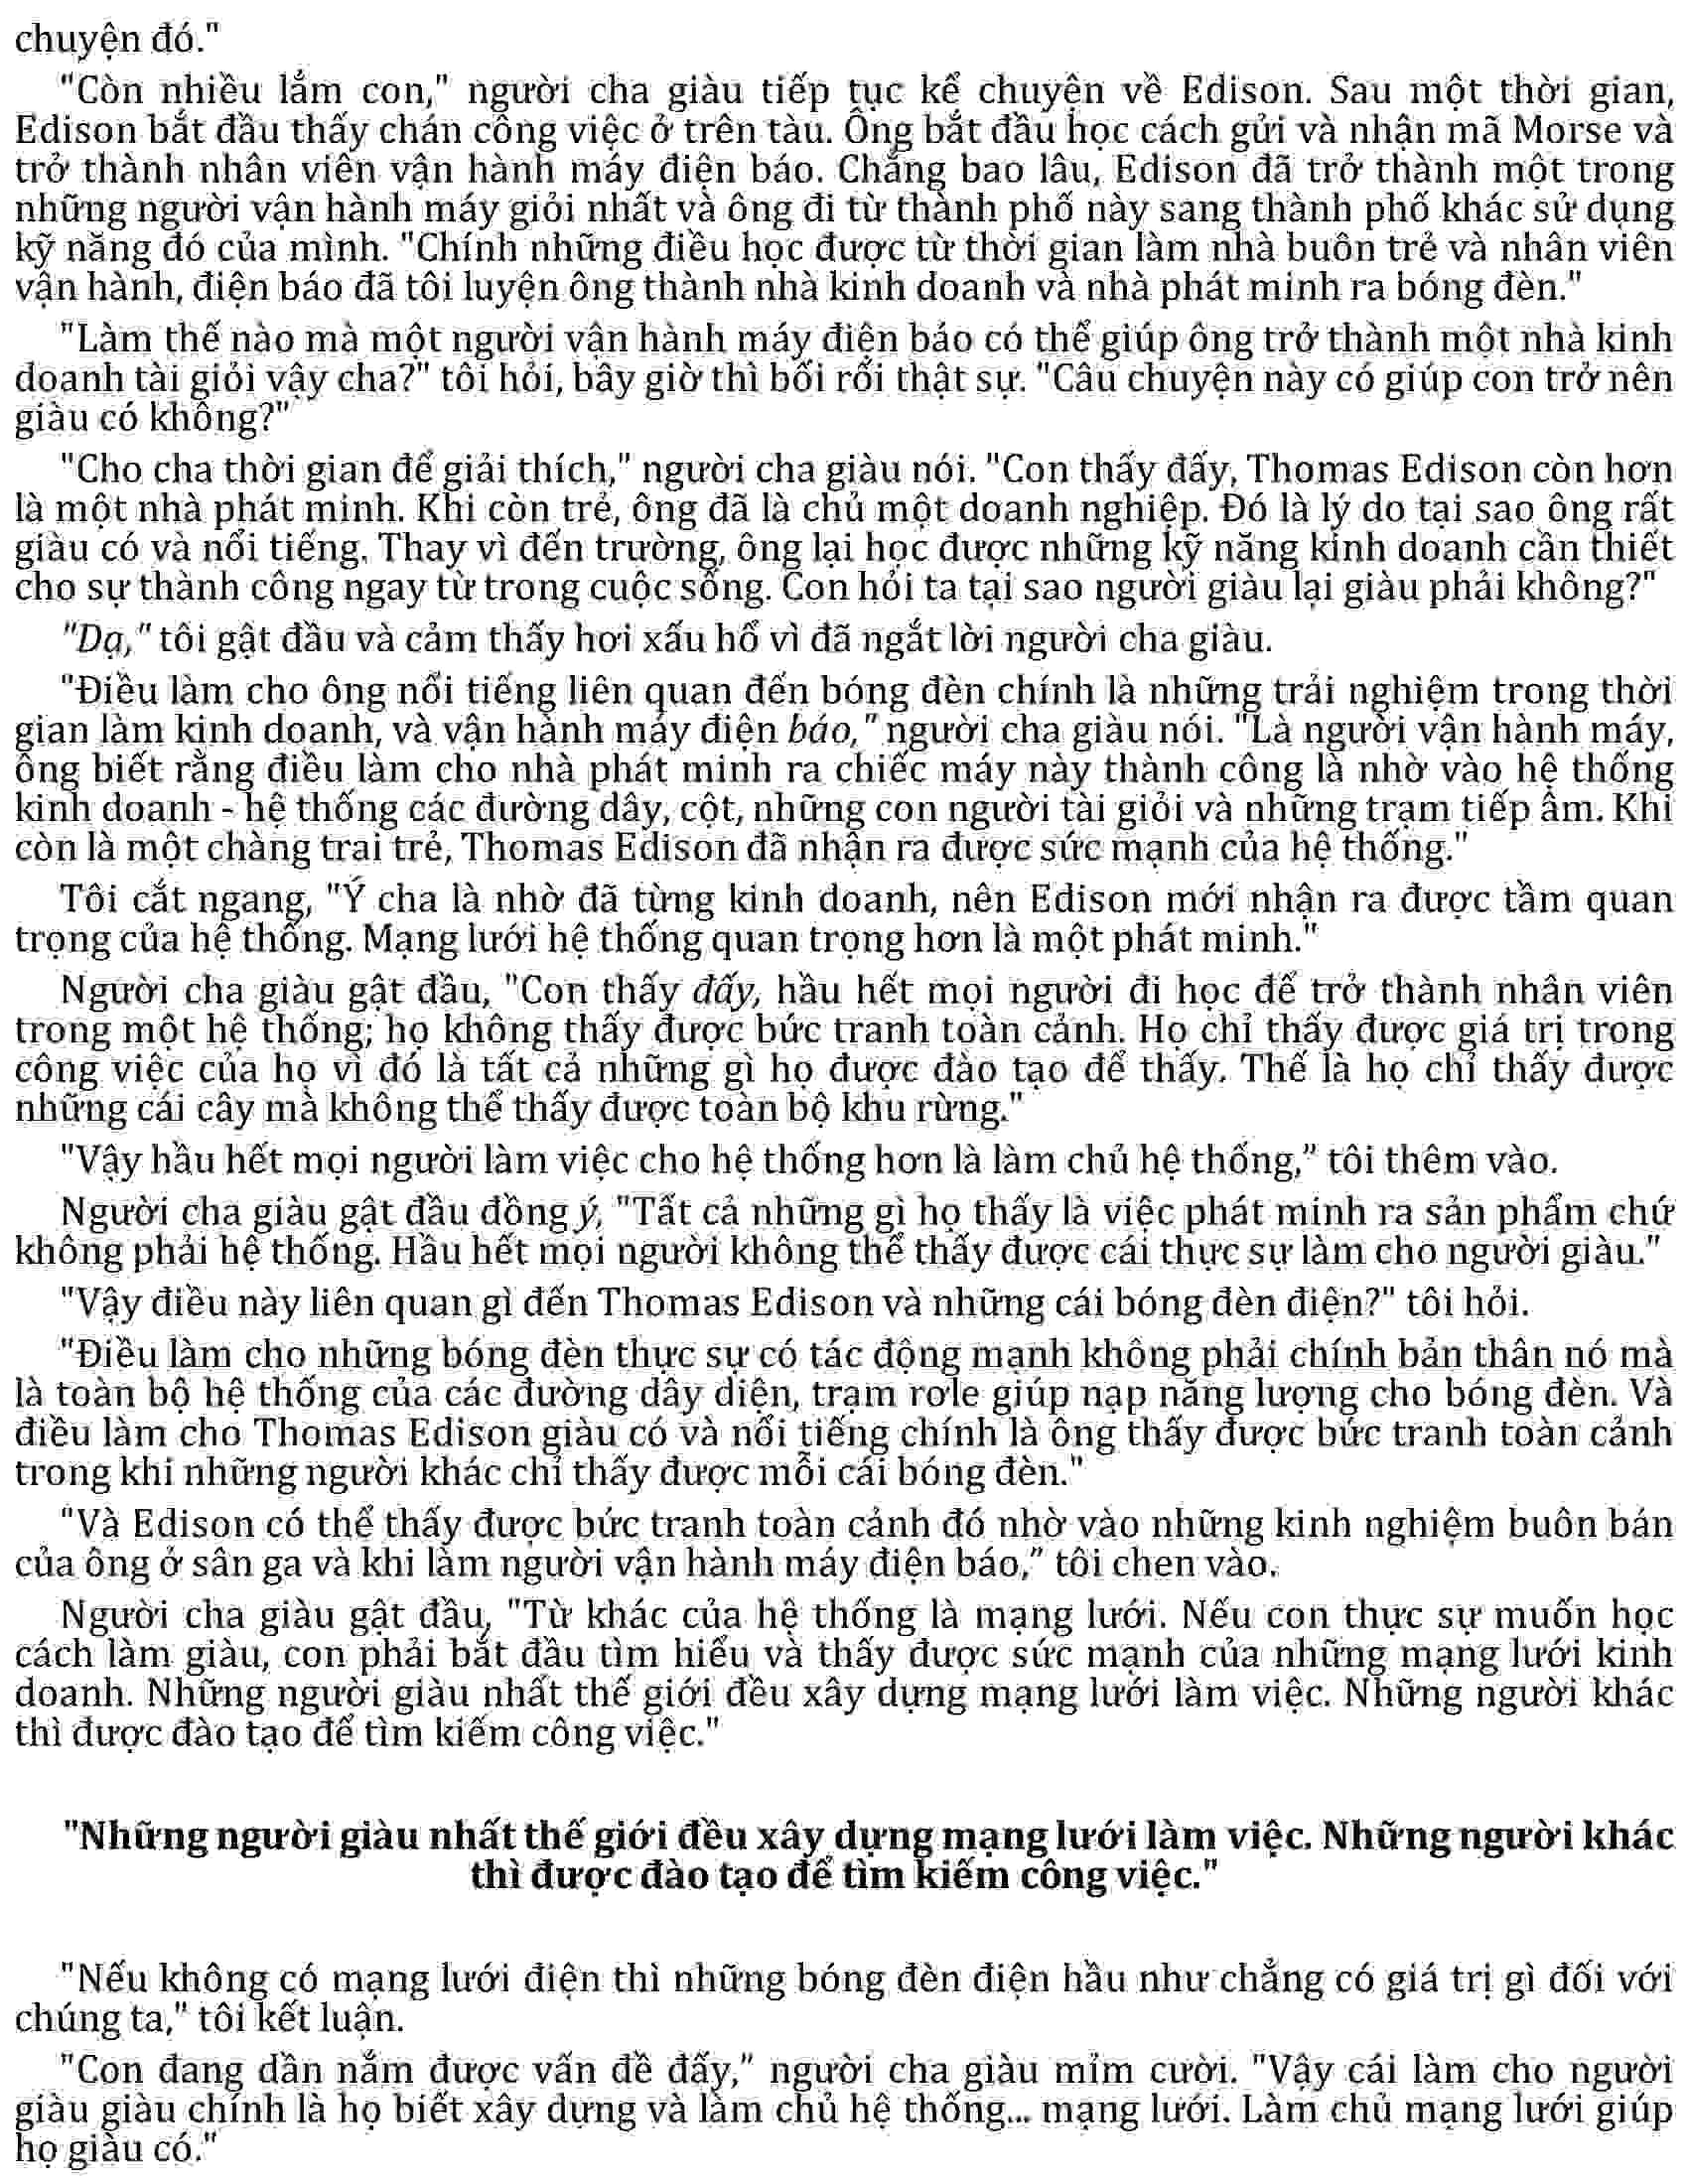 chuyện đó."
"Còn nhiều lắm con," người cha giàu tiếp tục kể chuyện về Edison. Sau một thời gian,
Edison bắt đầu thấy chán công việc ở trên tàu. Ông bắt đầu học cách gửi và nhận mã Morse và
trở thành nhân viên vận hành máy điện báo. Chẳng bao lâu, Edison đã trở thành một trong
những người vận hành máy giỏi nhất và ông đi từ thành phố này sang thành phố khác sử dụng
kỹ năng đó của mình. "Chính những điều học được từ thời gian làm nhà buôn trẻ và nhân viên
vận hành, điện báo đã tôi luyện ông thành nhà kinh doanh và nhà phát minh ra bóng đèn."
"Làm thế nào mà một người vận hành máy điện báo có thể giúp ông trở thành một nhà kinh
doanh tài giỏi vậy cha?" tôi hỏi, bây giờ thì bối rối thật sự. "Câu chuyện này có giúp con trở nên
giàu có không?"
"Cho cha thời gian để giải thích," người cha giàu nói. "Con thấy đấy, Thomas Edison còn hơn
là một nhà phát minh. Khi còn trẻ, ông đã là chủ một doanh nghiệp. Đó là lý do tại sao ông rất
giàu có và nổi tiếng. Thay vì đến trường, ông lại học được những kỹ năng kinh doanh cần thiết
cho sự thành công ngay từ trong cuộc sống. Con hỏi ta tại sao người giàu lại giàu phải không?"
"Dạ," tôi gật đầu và cảm thấy hơi xấu hổ vì đã ngắt lời người cha giàu.
"Điều làm cho ông nổi tiếng liên quan đến bóng đèn chính là những trải nghiệm trong thời
gian làm kinh doanh, và vận hành máy điện báo," người cha giàu nói. "Là người vận hành máy,
ông biết rằng điều làm cho nhà phát minh ra chiếc máy này thành công là nhờ vào hệ thống
kinh doanh - hệ thống các đường dây, cột, những con người tài giỏi và những trạm tiếp âm. Khi
còn là một chàng trai trẻ, Thomas Edison đã nhận ra được sức mạnh của hệ thống."
Tôi cắt ngang, "Ý cha là nhờ đã từng kinh doanh, nên Edison mới nhận ra được tầm quan
trọng của hệ thống. Mạng lưới hệ thống quan trọng hơn là một phát minh."
Người cha giàu gật đầu, "Con thấy đấy, hầu hết mọi người đi học để trở thành nhân viên
trong một hệ thống; họ không thấy được bức tranh toàn cảnh. Họ chỉ thấy được giá trị trong
công việc của họ vì đó là tất cả những gì họ được đào tạo để thấy. Thế là họ chỉ thấy được
những cái cây mà không thể thấy được toàn bộ khu rừng."
"Vậy hầu hết mọi người làm việc cho hệ thống hơn là làm chủ hệ thống," tôi thêm vào.
Người cha giàu gật đầu đồng ý, "Tất cả những gì họ thấy là việc phát minh ra sản phẩm chứ
không phải hệ thống. Hầu hết mọi người không thể thấy được cái thực sự làm cho người giàu."
"Vậy điều này liên quan gì đến Thomas Edison và những cái bóng đèn điện?" tôi hỏi.
"Điều làm cho những bóng đèn thực sự có tác động mạnh không phải chính bản thân nó mà
là toàn bộ hệ thống của các đường dây điện, trạm rơle giúp nạp năng lượng cho bóng đèn. Và
điều làm cho Thomas Edison giàu có và nổi tiếng chính là ông thấy được bức tranh toàn cảnh
trong khi những người khác chỉ thấy được mỗi cái bóng đèn."
"Và Edison có thể thấy được bức tranh toàn cảnh đó nhờ vào những kinh nghiệm buôn bán
của ông ở sân ga và khi làm người vận hành máy điện báo," tôi chen vào.
Người cha giàu gật đầu, "Từ khác của hệ thống là mạng lưới. Nếu con thực sự muốn học
cách làm giàu, con phải bắt đầu tìm hiểu và thấy được sức mạnh của những mạng lưới kinh
doanh. Những người giàu nhất thế giới đều xây dựng mạng lưới làm việc. Những người khác
thì được đào tạo để tìm kiếm công việc."
"Những người giàu nhất thế giới đều xây dựng mạng lưới làm việc. Những người khác
thì được đào tạo để tìm kiếm công việc."
"Nếu không có mạng lưới điện thì những bóng đèn điện hầu như chẳng có giá trị gì đối với
chúng ta," tôi kết luận.
"Con đang dần nắm được vấn đề đấy," người cha giàu mỉm cười. "Vậy cái làm cho người
giàu giàu chính là họ biết xây dựng và làm chủ hệ thống... mạng lưới. Làm chủ mạng lưới giúp
họ giàu có."